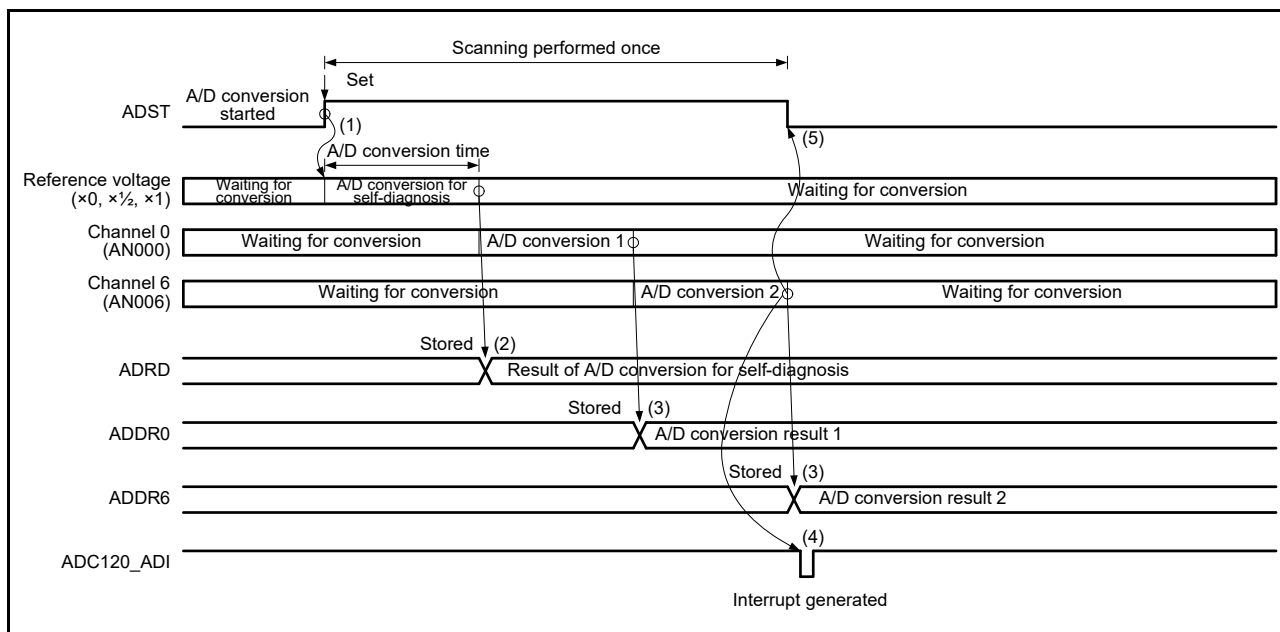 Scanning performed once
Set
A/D conversion
started
ADST
(1)
(5)
A/D conversion time
Reference voltage
(×0, ×½, ×1)
Waiting for
conversion
A/D conversion for
self-diagnosis
Waiting for conversion
Channel 0
(AN000)
Waiting for conversion
A/D conversion 1
Waiting for conversion
Channel 6
(AN006)
Waiting for conversion
A/D conversion 2
Waiting for conversion
Stored (2)
ADRD
Result of A/D conversion for self-diagnosis
Stored (3)
ADDR0
A/D conversion result 1
Stored (3)
ADDR6
A/D conversion result 2
(4)
ADC120_ADI
Interrupt generated